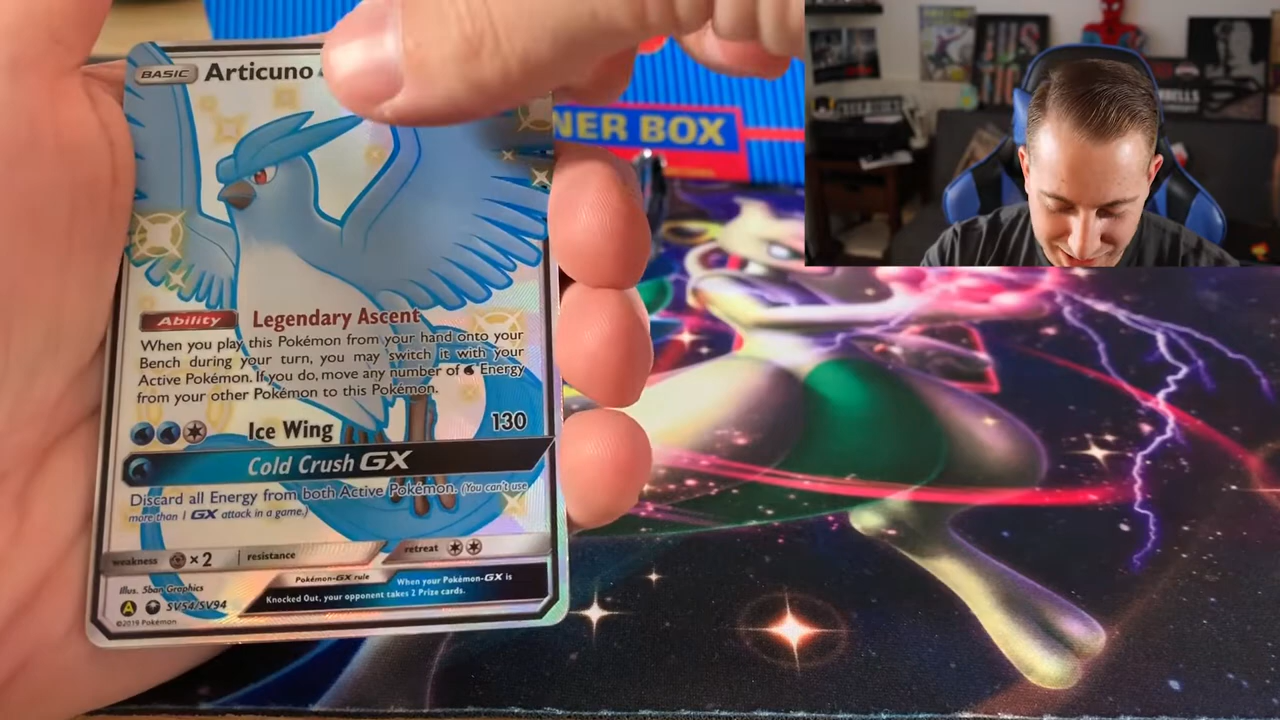 BASIC Articuno
NER BOX
Ability Legendary Ascent
When you play this Pokémon from your hand onto your
Bench during your turn, you may switch it with your
Active Pokémon. If you do, move any number of Energy
from your other Pokémon to this Pokémon.
Ice Wing 130
Cold Crush GX
Discard all Energy from both Active Pokémon. (You can't use
more than 1 GX attack in a game.)
weakness ×2 resistance retreat
Pokémon-GX rule When your Pokémon-GX is
Knocked Out, your opponent takes 2 Prize cards.
Illus. 5ban Graphics
A SV54/SV94
©2019 Pokémon